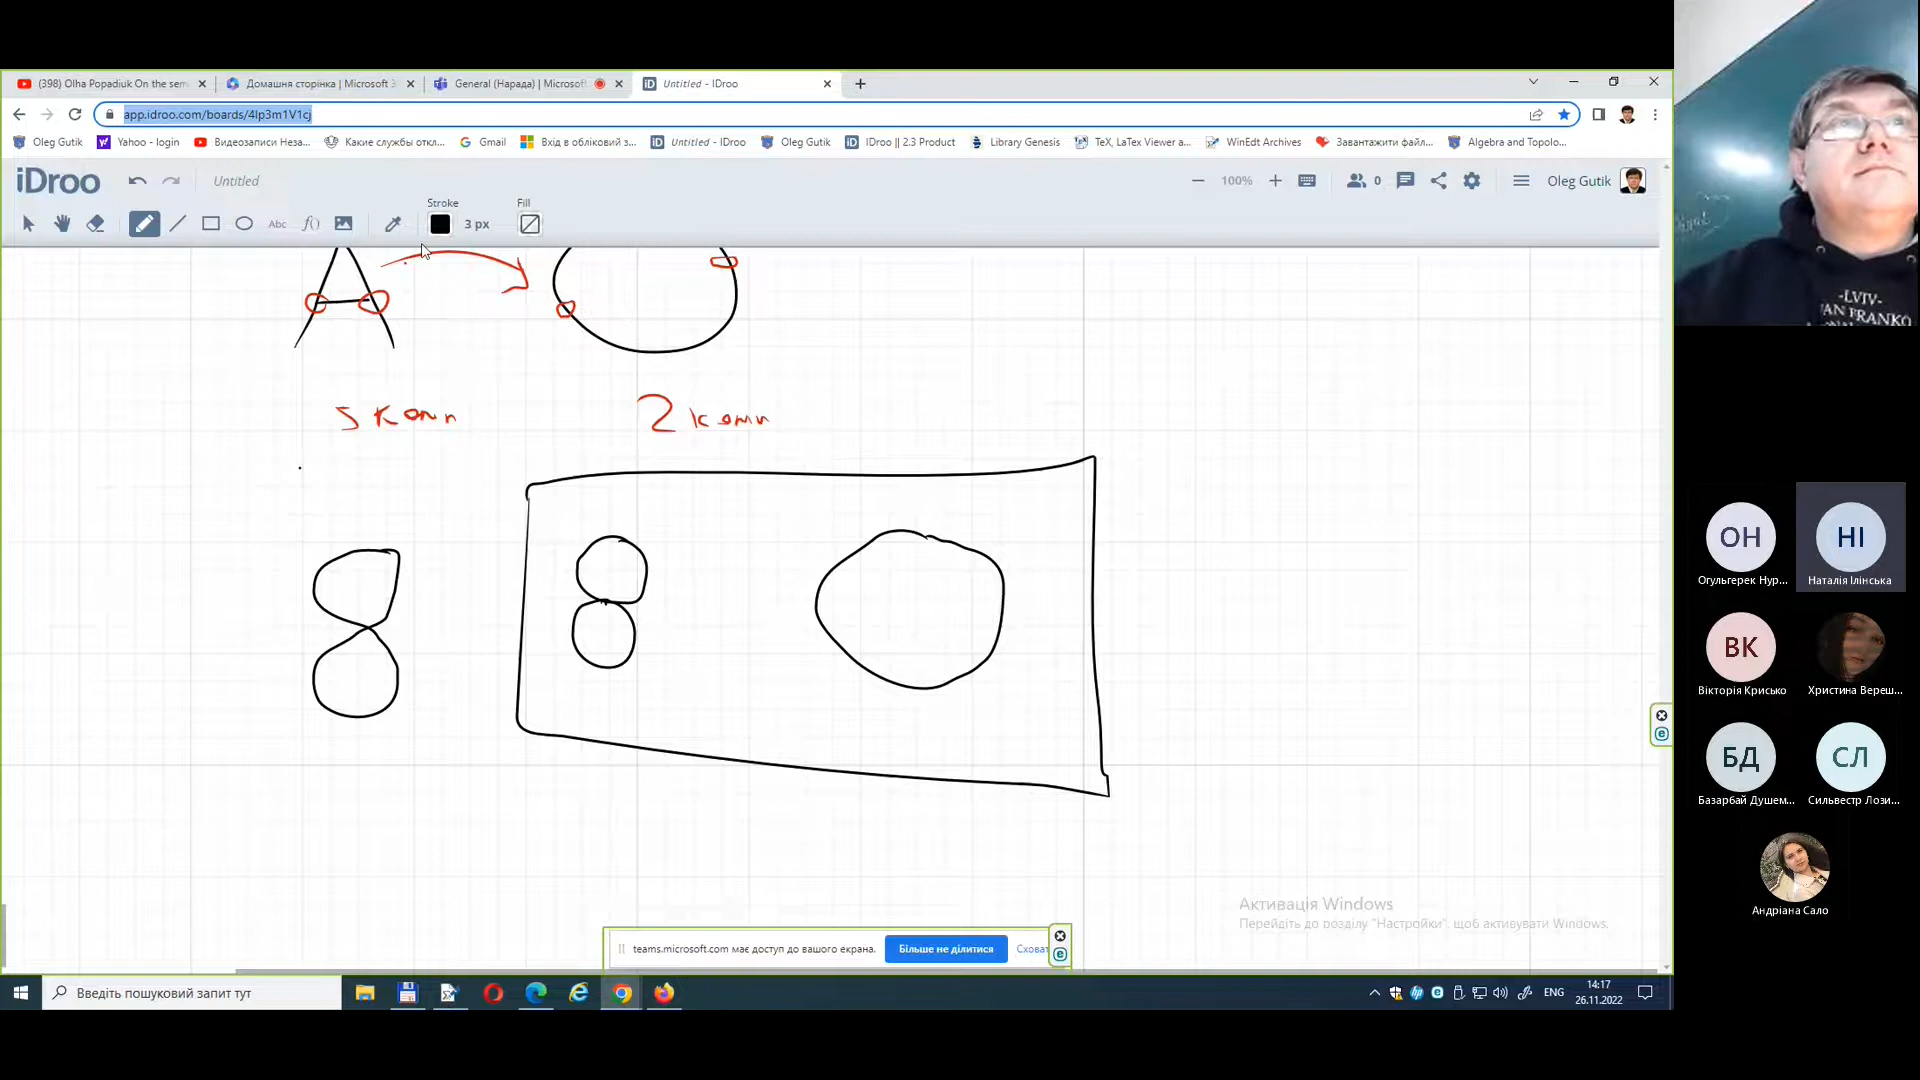 (398) Olha Popadiuk On the sem
Домашня сторінка | Microsoft 3
General (Нарада) | Microsof
Untitled - IDroo
app.idroo.com/boards/4lp3m1V1cj
Oleg Gutik
Yahoo - login
Видеозаписи Неза...
Какие службы откл...
Gmail
Вхід в обліковий з...
Untitled - IDroo
Oleg Gutik
IDroo || 2.3 Product
Library Genesis
TeX, LaTex Viewer a...
WinEdt Archives
Завантажити файл...
Algebra and Topolo...
iDroo
Untitled
100%
0
Oleg Gutik
Abc
f()
Stroke
3 px
Fill
A
5 комп
2 комп
8
8
Активація Windows
Перейдіть до розділу "Настройки", щоб активувати Windows.
teams.microsoft.com має доступ до вашого екрана.
Більше не ділитися
Сховат
Введіть пошуковий запит тут
ENG
14:17
26.11.2022
-LVIV-
VAN FRANKO
ОН
Огульгерек Нур...
НІ
Наталія Ілінська
ВК
Вікторія Крисько
Христина Вереш...
БД
Базарбай Душем...
СЛ
Сильвестр Лози...
Андріана Сало